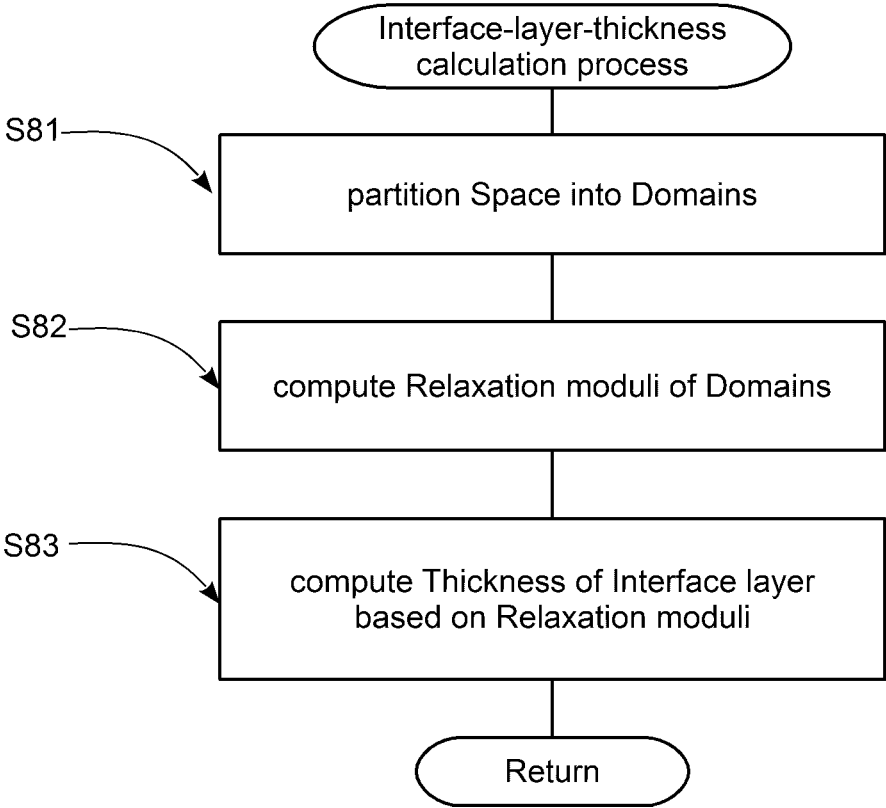 Interface-layer-thickness
calculation process
S81
partition Space into Domains
S82
compute Relaxation moduli of Domains
S83
compute Thickness of Interface layer
based on Relaxation moduli
Return